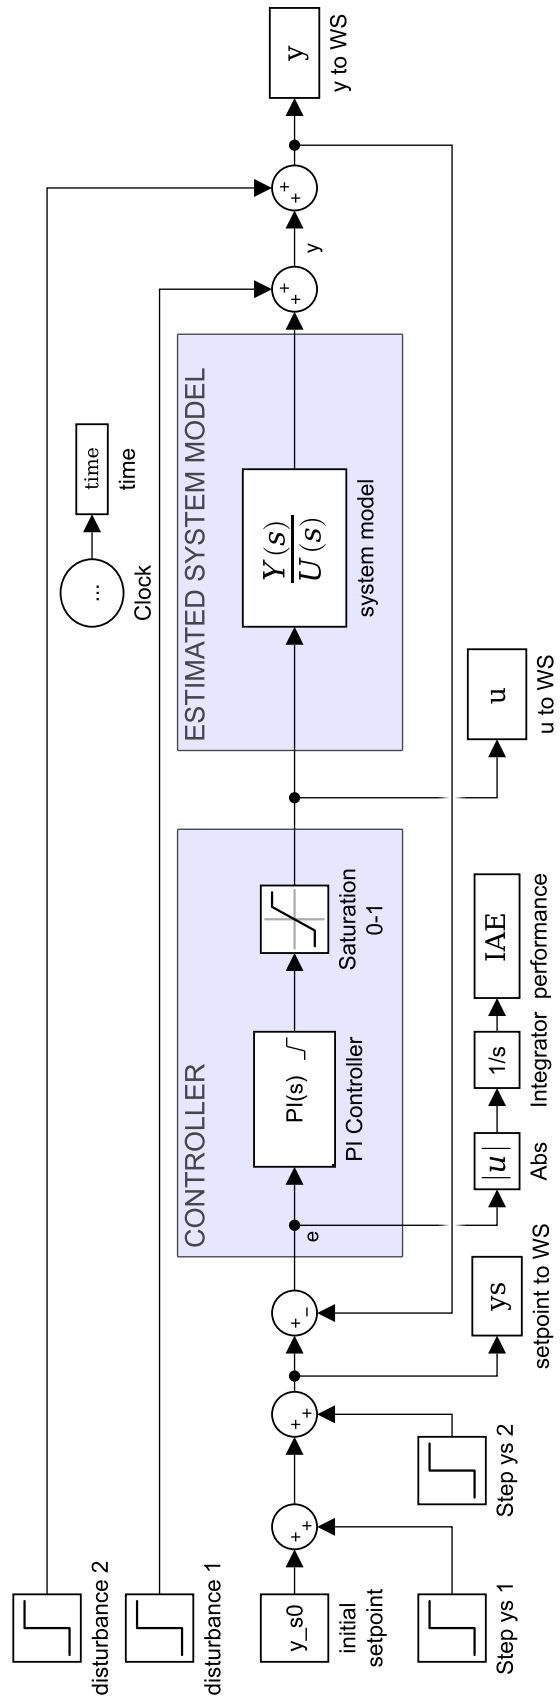 disturbance 2
disturbance 1
y_s0
initial
setpoint
Step ys 1
Step ys 2
+
+
+
+
+
−
ys
setpoint to WS
e
CONTROLLER
PI(s)
PI Controller
Saturation
0-1
|u|
Abs
1/s
Integrator
IAE
performance
u
u to WS
ESTIMATED SYSTEM MODEL
Y(s)
U(s)
system model
...
Clock
time
time
+
+
y
+
+
y
y to WS